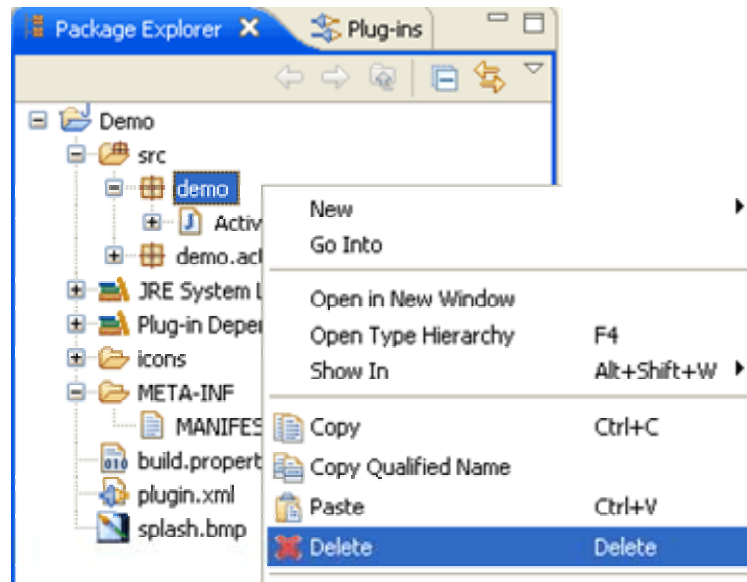 Package Explorer Plug-ins
Demo
src
demo
Activ
demo.act
JRE System L
Plug-in Deper
icons
META-INF
MANIFES
build.propert
plugin.xml
splash.bmp
New
Go Into
Open in New Window
Open Type Hierarchy F4
Show In Alt+Shift+W
Copy Ctrl+C
Copy Qualified Name
Paste Ctrl+V
Delete Delete